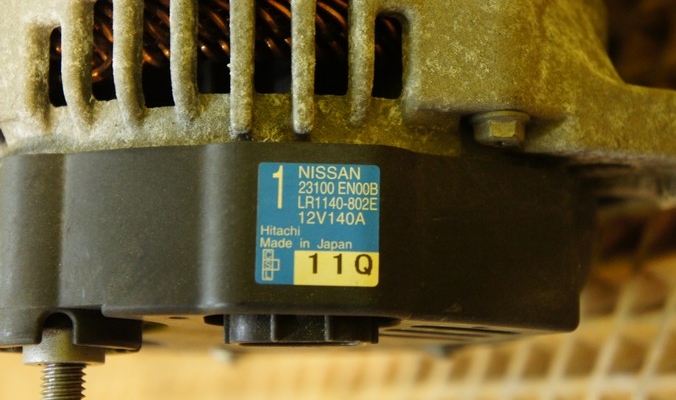 1
NISSAN
23100 EN00B
LR1140-802E
12V140A
Hitachi
Made in Japan
C
S
L
11Q